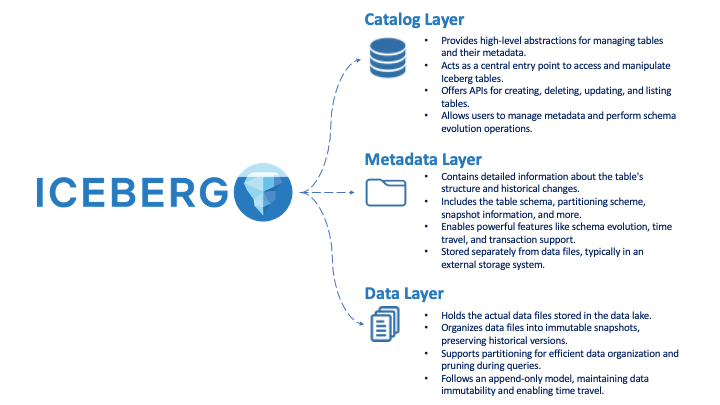 Catalog Layer
• Provides high-level abstractions for managing tables
and their metadata.
• Acts as a central entry point to access and manipulate
Iceberg tables.
• Offers APIs for creating, deleting, updating, and listing
tables.
• Allows users to manage metadata and perform schema
evolution operations.
ICEBERG
Metadata Layer
• Contains detailed information about the table's
structure and historical changes.
• Includes the table schema, partitioning scheme,
snapshot information, and more.
• Enables powerful features like schema evolution, time
travel, and transaction support.
• Stored separately from data files, typically in an
external storage system.
Data Layer
• Holds the actual data files stored in the data lake.
• Organizes data files into immutable snapshots,
preserving historical versions.
• Supports partitioning for efficient data organization and
pruning during queries.
• Follows an append-only model, maintaining data
immutability and enabling time travel.